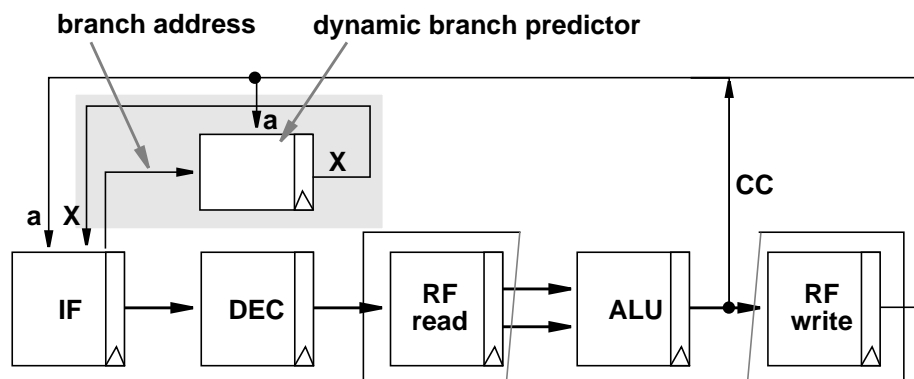 branch address
dynamic branch predictor
a
X
a
X
CC
IF
DEC
RF
read
ALU
RF
write